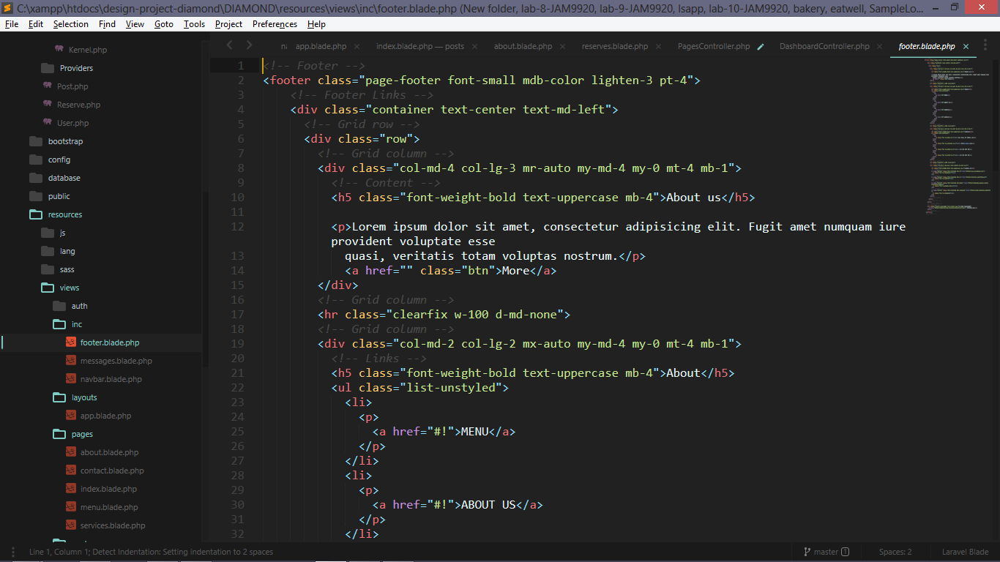 C:\xampp\htdocs\design-project-diamond\DIAMOND\resources\views\inc\footer.blade.php (New folder, lab-8-JAM9920, lab-9-JAM9920, lsapp, lab-10-JAM9920, bakery, eatwell, SampleLo...
File Edit Selection Find View Goto Tools Project Preferences Help
app.blade.php × index.blade.php — posts × about.blade.php × reserves.blade.php × PagesController.php DashboardController.php × footer.blade.php ×
Kernel.php
Providers
Post.php
Reserve.php
User.php
bootstrap
config
database
public
resources
js
lang
sass
views
auth
inc
footer.blade.php
messages.blade.php
navbar.blade.php
layouts
app.blade.php
pages
about.blade.php
contact.blade.php
index.blade.php
menu.blade.php
services.blade.php
1 <!-- Footer -->
2 <footer class="page-footer font-small mdb-color lighten-3 pt-4">
3 <!-- Footer Links -->
4 <div class="container text-center text-md-left">
5 <!-- Grid row -->
6 <div class="row">
7 <!-- Grid column -->
8 <div class="col-md-4 col-lg-3 mr-auto my-md-4 my-0 mt-4 mb-1">
9 <!-- Content -->
10 <h5 class="font-weight-bold text-uppercase mb-4">About us</h5>
11
12 <p>Lorem ipsum dolor sit amet, consectetur adipisicing elit. Fugit amet numquam iure
provident voluptate esse
13 quasi, veritatis totam voluptas nostrum.</p>
14 <a href="" class="btn">More</a>
15 </div>
16 <!-- Grid column -->
17 <hr class="clearfix w-100 d-md-none">
18 <!-- Grid column -->
19 <div class="col-md-2 col-lg-2 mx-auto my-md-4 my-0 mt-4 mb-1">
20 <!-- Links -->
21 <h5 class="font-weight-bold text-uppercase mb-4">About</h5>
22 <ul class="list-unstyled">
23 <li>
24 <p>
25 <a href="#!">MENU</a>
26 </p>
27 </li>
28 <li>
29 <p>
30 <a href="#!">ABOUT US</a>
31 </p>
32 </li>
Line 1, Column 1; Detect Indentation: Setting indentation to 2 spaces master 1 Spaces: 2 Laravel Blade